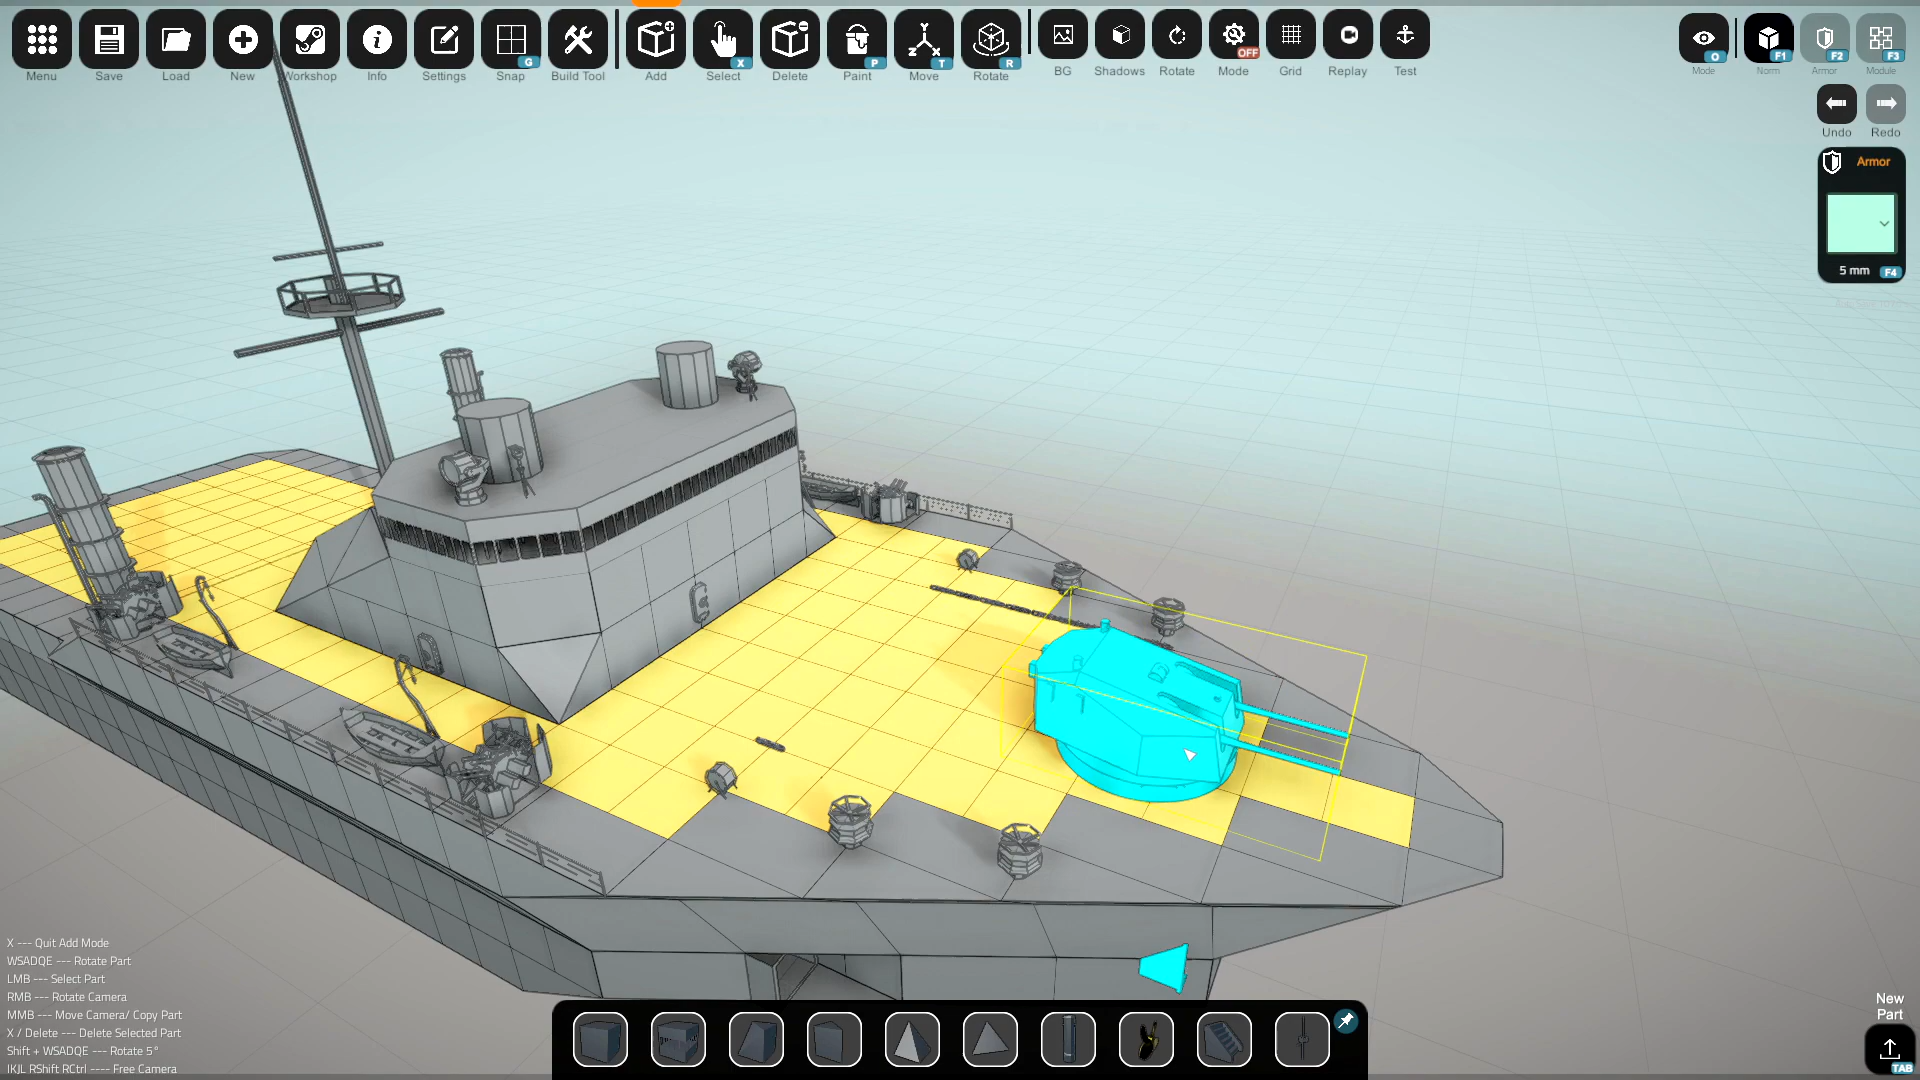 Menu
Save
Load
New
Workshop
Info
Settings
G
Snap
Build Tool
Add
X
Select
Delete
P
Paint
T
Move
R
Rotate
BG
Shadows
Rotate
OFF
Mode
Grid
Replay
Test
O
Mode
F1
Norm
F2
Armor
F3
Module
Undo
Redo
Armor
5 mm
F4
X --- Quit Add Mode
WSADQE --- Rotate Part
LMB --- Select Part
RMB --- Rotate Camera
MMB --- Move Camera/ Copy Part
X / Delete --- Delete Selected Part
Shift + WSADQE --- Rotate 5°
IKJL RShift RCtrl ---- Free Camera
New
Part
TAB